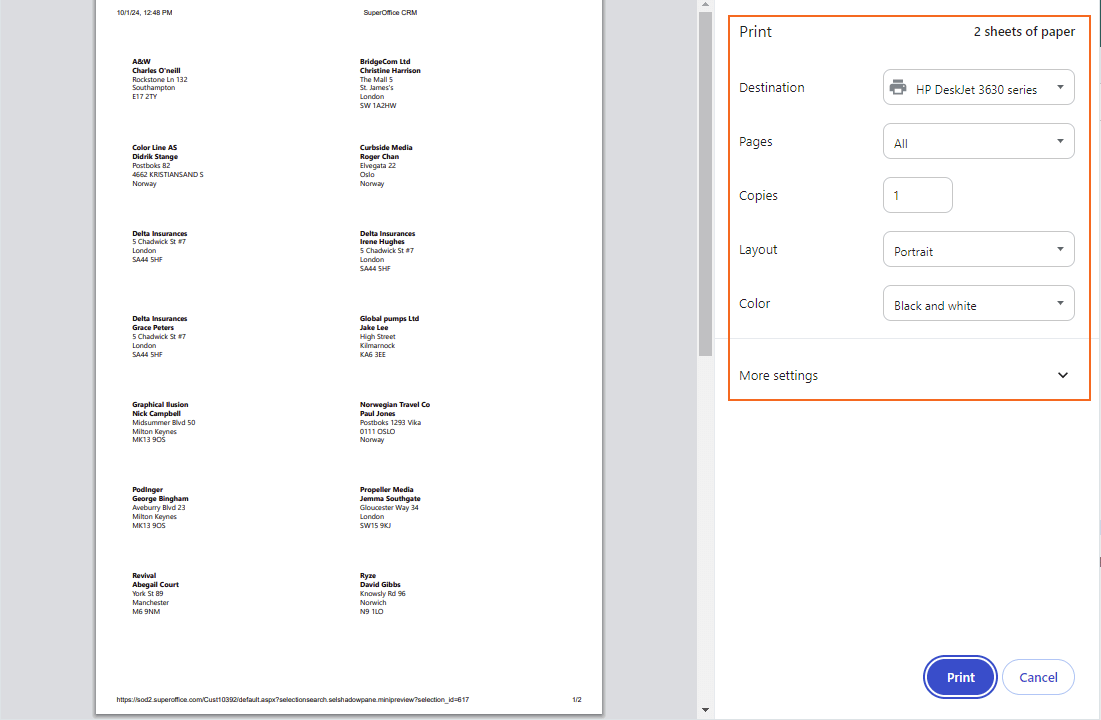 10/1/24, 12:48 PM
SuperOffice CRM
A&W
Charles O'neill
Rockstone Ln 132
Southampton
E17 2TY
BridgeCom Ltd
Christine Harrison
The Mall 5
St. James's
London
SW 1A2HW
Color Line AS
Didrik Stange
Postboks 82
4662 KRISTIANSAND S
Norway
Curbside Media
Roger Chan
Elvegata 22
Oslo
Norway
Delta Insurances
5 Chadwick St #7
London
SA44 5HF
Delta Insurances
Irene Hughes
5 Chadwick St #7
London
SA44 5HF
Delta Insurances
Grace Peters
5 Chadwick St #7
London
SA44 5HF
Global pumps Ltd
Jake Lee
High Street
Kilmarnock
KA6 3EE
Graphical Ilusion
Nick Campbell
Midsummer Blvd 50
Milton Keynes
MK13 9OS
Norwegian Travel Co
Paul Jones
Postboks 1293 Vika
0111 OSLO
Norway
PodInger
George Bingham
Aveburry Blvd 23
Milton Keynes
MK13 9OS
Propeller Media
Jemma Southgate
Gloucester Way 34
London
SW15 9KJ
Revival
Abegail Court
York St 89
Manchester
M6 9NM
Ryze
David Gibbs
Knowsly Rd 96
Norwich
N9 1LO
https://sod2.superoffice.com/Cust10392/default.aspx?selectionsearch.selshadowpane.minipreview?selection_id=617
1/2
Print
2 sheets of paper
Destination
HP DeskJet 3630 series
Pages
All
Copies
1
Layout
Portrait
Color
Black and white
More settings
Print
Cancel